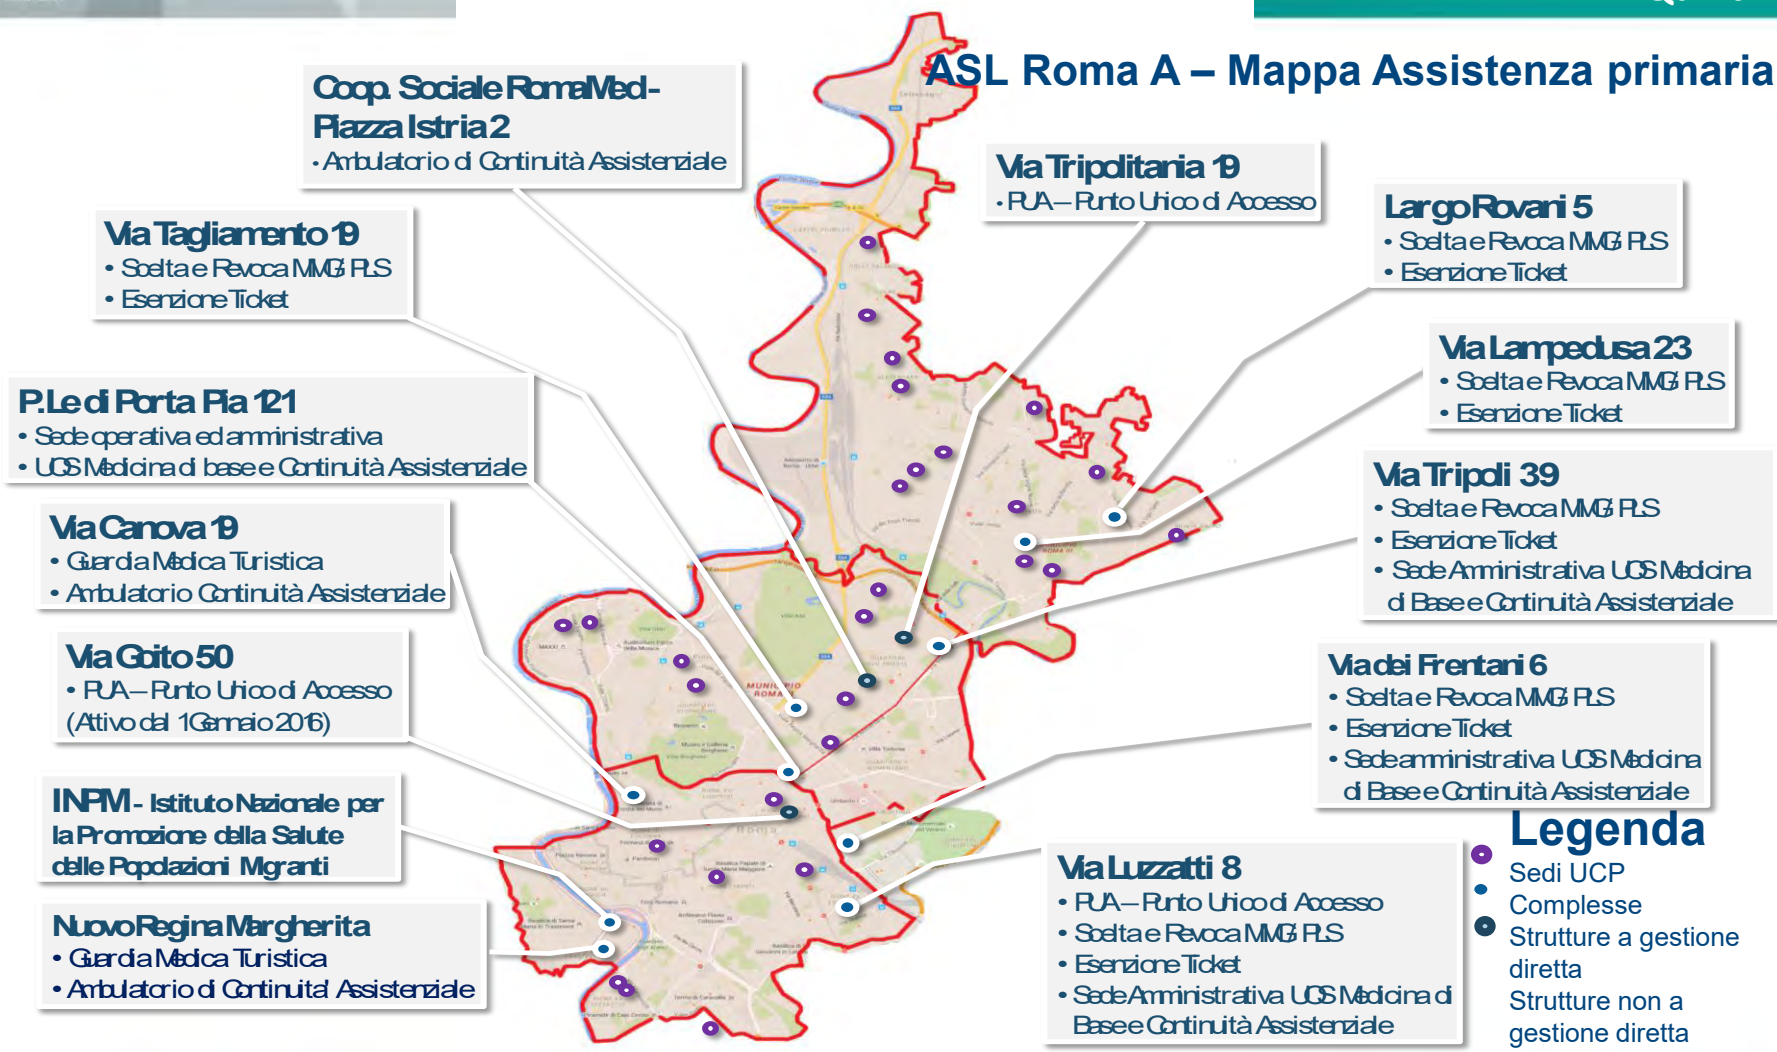 ASL Roma A – Mappa Assistenza primaria
Coop. Sociale RomaMed -
Piazza Istria 2
• Ambulatorio di Continuità Assistenziale
Via Tripolitania 19
• PUA – Punto Unico di Accesso
Largo Rovani 5
• Scelta e Revoca MMG/PLS
• Esenzione Ticket
Via Tagliamento 19
• Scelta e Revoca MMG/PLS
• Esenzione Ticket
Via Lampedusa 23
• Scelta e Revoca MMG/PLS
• Esenzione Ticket
P.Le di Porta Pia 121
• Sede operativa ed amministrativa
• UOS Medicina di base e Continuità Assistenziale
Via Tripoli 39
• Scelta e Revoca MMG/PLS
• Esenzione Ticket
• Sede Amministrativa UOS Medicina
di Base e Continuità Assistenziale
Via Canova 19
• Guardia Medica Turistica
• Ambulatorio Continuità Assistenziale
Via Goito 50
• PUA – Punto Unico di Accesso
(Attivo dal 1 Gennaio 2016)
Via dei Frentani 6
• Scelta e Revoca MMG/PLS
• Esenzione Ticket
• Sede amministrativa UOS Medicina
di Base e Continuità Assistenziale
INPM - Istituto Nazionale per
la Promozione della Salute
delle Popolazioni Migranti
Nuovo Regina Margherita
• Guardia Medica Turistica
• Ambulatorio di Continuita' Assistenziale
Via Luzzatti 8
• PUA – Punto Unico di Accesso
• Scelta e Revoca MMG/PLS
• Esenzione Ticket
• Sede Amministrativa UOS Medicina di
Base e Continuità Assistenziale
Legenda
Sedi UCP
Complesse
Strutture a gestione
diretta
Strutture non a
gestione diretta
MUNICIPIO
ROMA
Roma
ROMA III